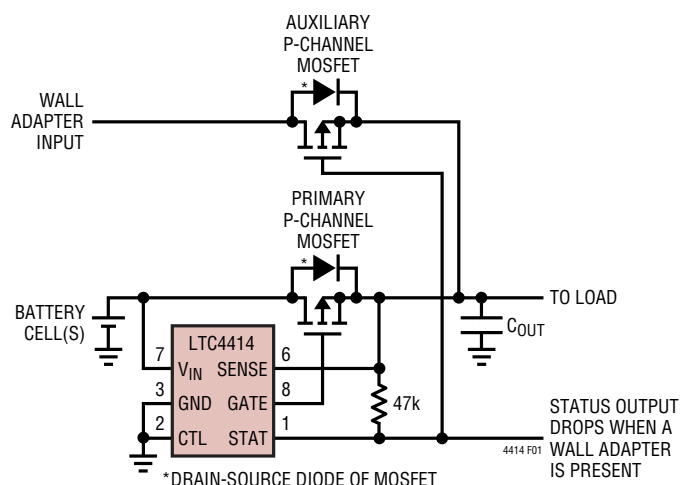 AUXILIARY
P-CHANNEL
MOSFET
*
WALL
ADAPTER
INPUT
PRIMARY
P-CHANNEL
MOSFET
*
TO LOAD
BATTERY
CELL(S)
COUT
LTC4414
7 VIN SENSE 6
3 GND GATE 8
2 CTL STAT 1
47k
STATUS OUTPUT
DROPS WHEN A
WALL ADAPTER
IS PRESENT
4414 F01
*DRAIN-SOURCE DIODE OF MOSFET